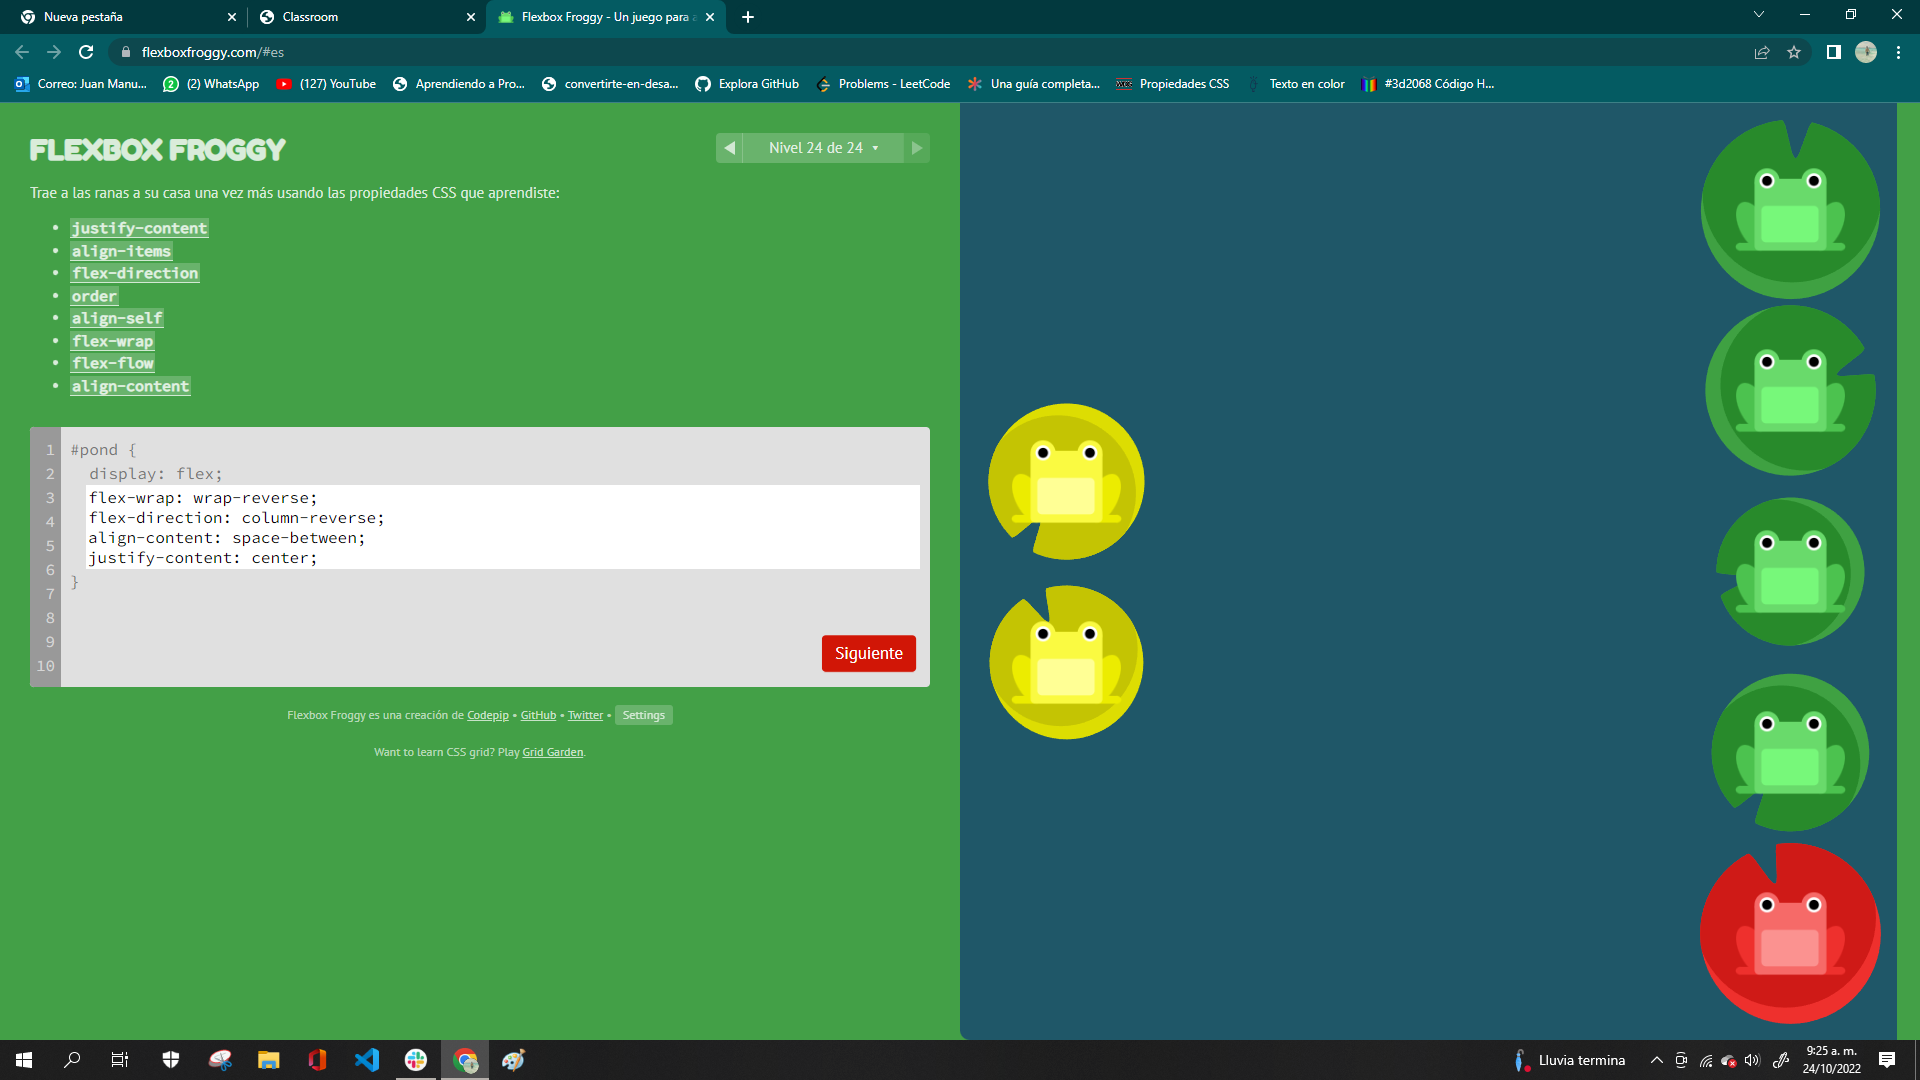 Nueva pestaña
Classroom
Flexbox Froggy - Un juego para a
flexboxfroggy.com/#es
Correo: Juan Manu...
(2) WhatsApp
(127) YouTube
Aprendiendo a Pro...
convertirte-en-desa...
Explora GitHub
Problems - LeetCode
Una guía completa...
Propiedades CSS
Texto en color
#3d2068 Código H...
FLEXBOX FROGGY
Nivel 24 de 24
Trae a las ranas a su casa una vez más usando las propiedades CSS que aprendiste:
justify-content
align-items
flex-direction
order
align-self
flex-wrap
flex-flow
align-content
1 #pond {
2 display: flex;
3 flex-wrap: wrap-reverse;
4 flex-direction: column-reverse;
5 align-content: space-between;
6 justify-content: center;
7 }
8
9
10
Siguiente
Flexbox Froggy es una creación de Codepip • GitHub • Twitter • Settings
Want to learn CSS grid? Play Grid Garden.
Lluvia termina
9:25 a. m.
24/10/2022